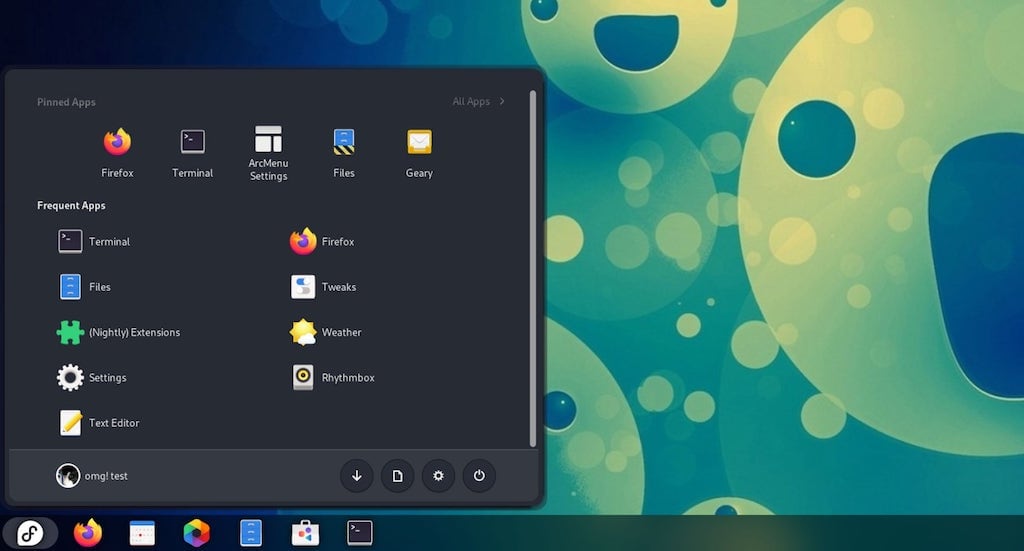 Pinned Apps
All Apps
Firefox
Terminal
ArcMenu
Settings
Files
Geary
Frequent Apps
Terminal
Firefox
Files
Tweaks
(Nightly) Extensions
Weather
Settings
Rhythmbox
Text Editor
omg! test